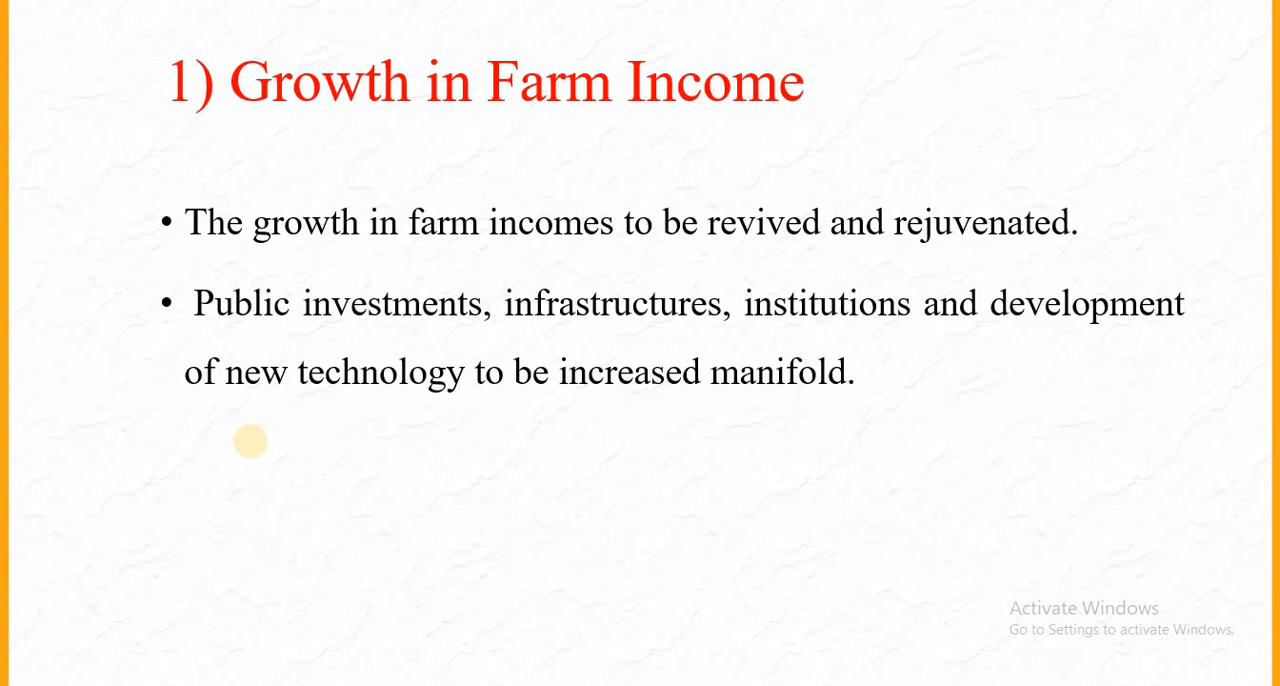 1) Growth in Farm Income
• The growth in farm incomes to be revived and rejuvenated.
• Public investments, infrastructures, institutions and development
of new technology to be increased manifold.
Activate Windows
Go to Settings to activate Windows.